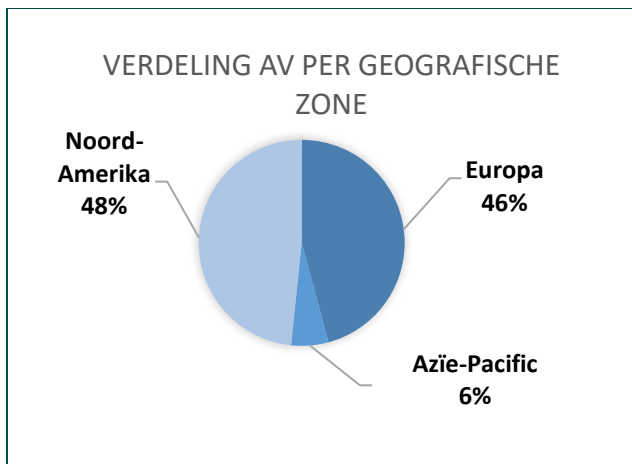 VERDELING AV PER GEOGRAFISCHE
ZONE
Noord-
Amerika
48%
Europa
46%
Azïe-Pacific
6%